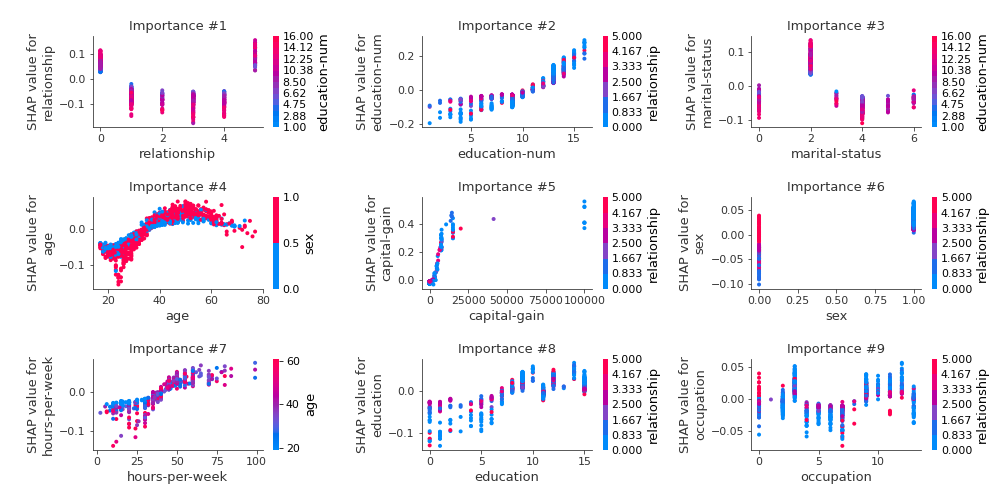 Importance #1
SHAP value for
relationship
0.1
0.0
−0.1
0
2
4
relationship
16.00
14.12
12.25
10.38
8.50
6.62
4.75
2.88
1.00
education-num
Importance #2
SHAP value for
education-num
0.2
0.0
−0.2
5
10
15
education-num
5.000
4.167
3.333
2.500
1.667
0.833
0.000
relationship
Importance #3
SHAP value for
marital-status
0.1
0.0
−0.1
0
2
4
6
marital-status
16.00
14.12
12.25
10.38
8.50
6.62
4.75
2.88
1.00
education-num
Importance #4
SHAP value for
age
0.0
−0.1
20
40
60
80
age
1.0
0.5
0.0
sex
Importance #5
SHAP value for
capital-gain
0.4
0.2
0.0
0
25000
50000
75000
100000
capital-gain
5.000
4.167
3.333
2.500
1.667
0.833
0.000
relationship
Importance #6
SHAP value for
sex
0.05
0.00
−0.05
−0.10
0.00
0.25
0.50
0.75
1.00
sex
5.000
4.167
3.333
2.500
1.667
0.833
0.000
relationship
Importance #7
SHAP value for
hours-per-week
0.0
−0.1
0
25
50
75
100
hours-per-week
60
40
20
age
Importance #8
SHAP value for
education
0.0
−0.1
0
5
10
15
education
5.000
4.167
3.333
2.500
1.667
0.833
0.000
relationship
Importance #9
SHAP value for
occupation
0.05
0.00
−0.05
0
5
10
occupation
5.000
4.167
3.333
2.500
1.667
0.833
0.000
relationship